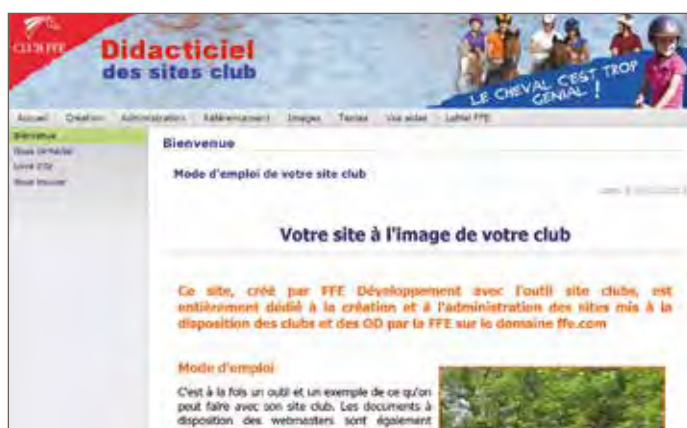 CLUB FFE
Didacticiel
des sites club
LE CHEVAL C'EST TROP
GÉNIAL !
Accueil Création Administration Référencement Images Textes Vos aides
Bienvenue
Bienvenue
Mode d'emploi de votre site club
Votre site à l'image de votre club
Ce site, créé par FFE Développement avec l'outil site clubs, est
entièrement dédié à la création et à l'administration des sites mis à la
disposition des clubs et des OD par la FFE sur le domaine ffe.com
Mode d'emploi
C'est à la fois un outil et un exemple de ce qu'on
peut faire avec son site club. Les documents à
disposition des webmasters sont également